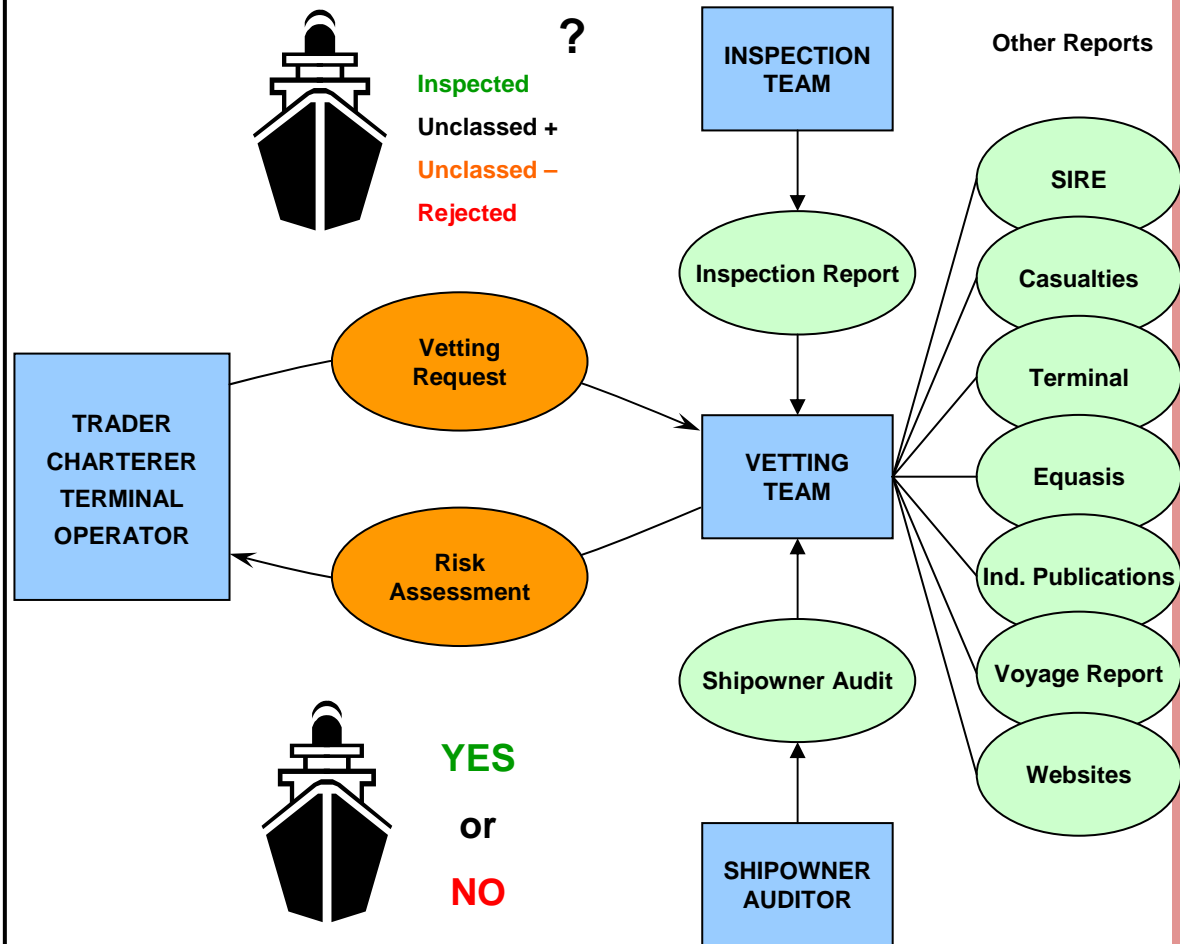 ?
Inspected
Unclassed +
Unclassed –
Rejected
INSPECTION
TEAM
Other Reports
SIRE
Inspection Report
Casualties
Vetting
Request
Terminal
TRADER
CHARTERER
TERMINAL
OPERATOR
VETTING
TEAM
Equasis
Risk
Assessment
Ind. Publications
Shipowner Audit
Voyage Report
YES
or
NO
Websites
SHIPOWNER
AUDITOR